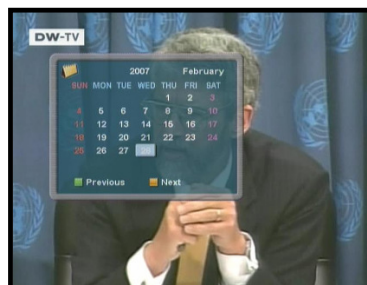 DW-TV
2007 February
SUN MON TUE WED THU FRI SAT
1 2 3
4 5 6 7 8 9 10
11 12 13 14 15 16 17
18 19 20 21 22 23 24
25 26 27 28
Previous Next